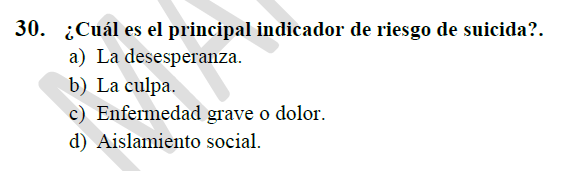 30. ¿Cuál es el principal indicador de riesgo de suicida?.
a) La desesperanza.
b) La culpa.
c) Enfermedad grave o dolor.
d) Aislamiento social.